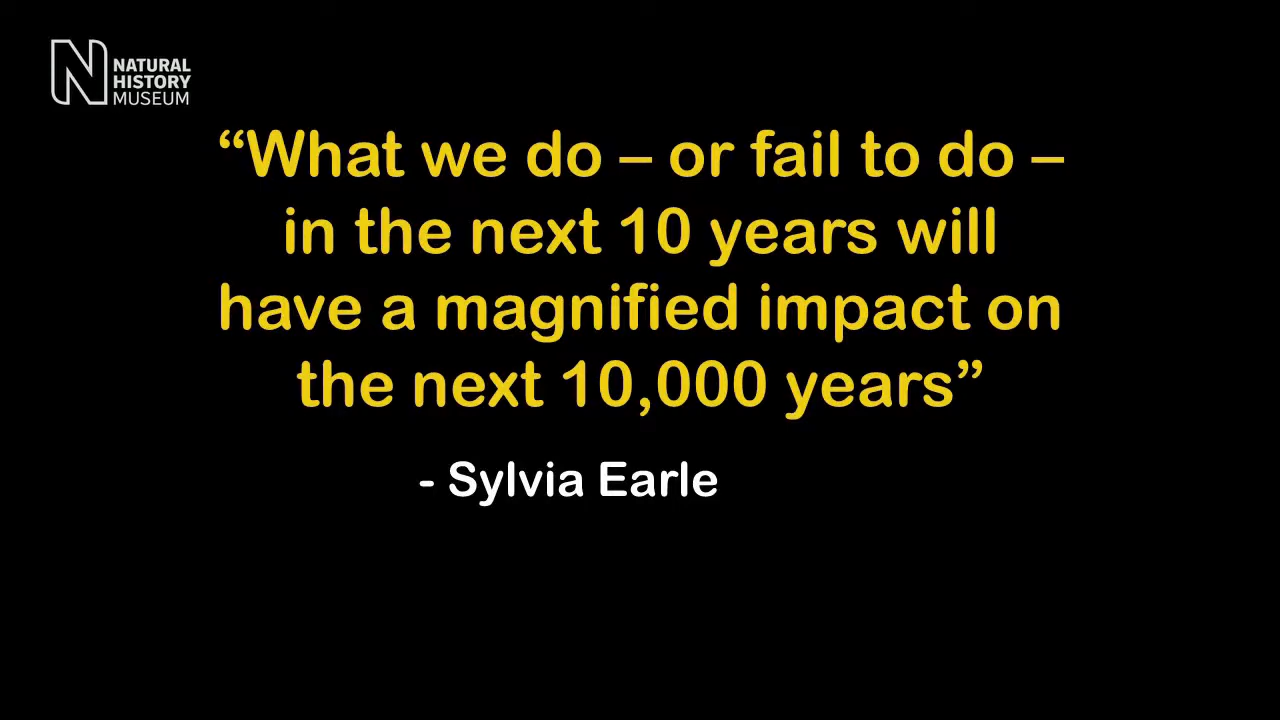 NATURAL
HISTORY
MUSEUM
“What we do – or fail to do –
in the next 10 years will
have a magnified impact on
the next 10,000 years”
- Sylvia Earle